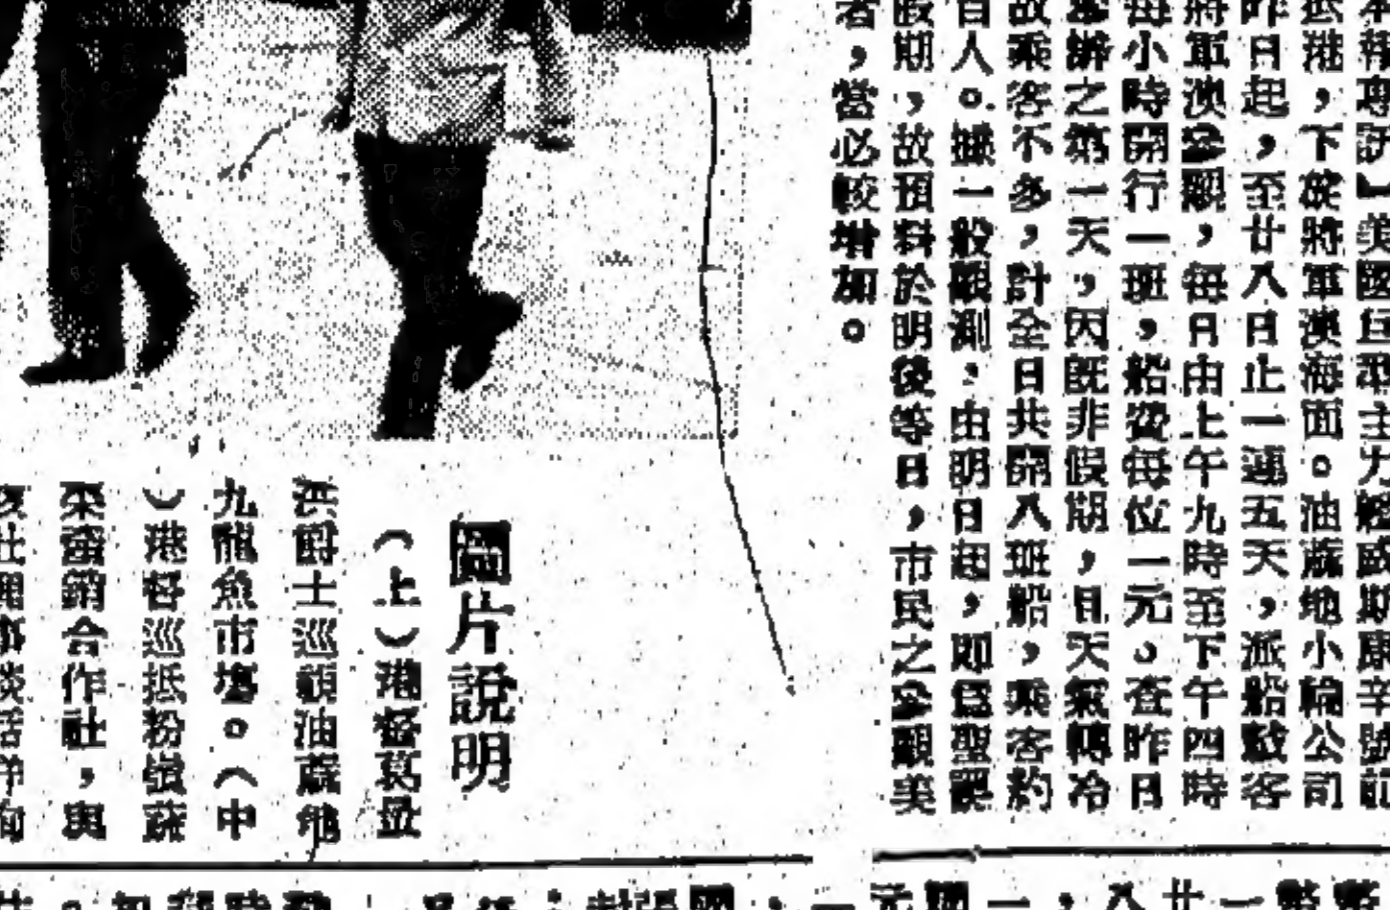 本報專訊】美國巨型主力艦威斯康辛號前
抵港，下旋將軍澳海面。油蔴地小輪公司
昨日起，至廿八日止一連五天，派船載客
將軍澳參觀，每日由上午九時至下午四時
每小時開行一班，船費每位一元。查昨日
舉辦之第一天，因既非假期，且天氣轉冷
故乘客不多，計全日共開八班船，乘客約
百人。據一般觀測，由明日起，即爲聖誕
假期，故預料於明後等日，市民之參觀美
者，當必較增加。
圖片說明
（上）港督葛量
洪爵士巡視油蔴地
九龍魚市塲。（中
）港督巡抵粉嶺蔬
菜產銷合作社，與